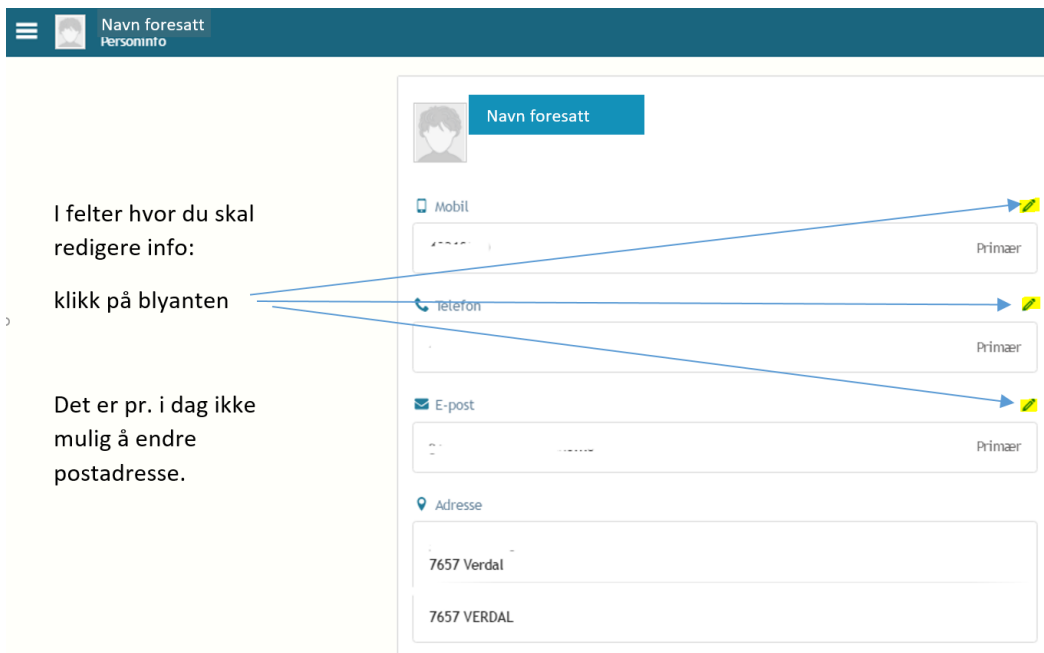 Navn foresatt
Personinfo
Navn foresatt
I felter hvor du skal
redigere info:
klikk på blyanten
Det er pr. i dag ikke
mulig å endre
postadresse.
Mobil
Primær
Telefon
Primær
E-post
Primær
Adresse
7657 Verdal
7657 VERDAL